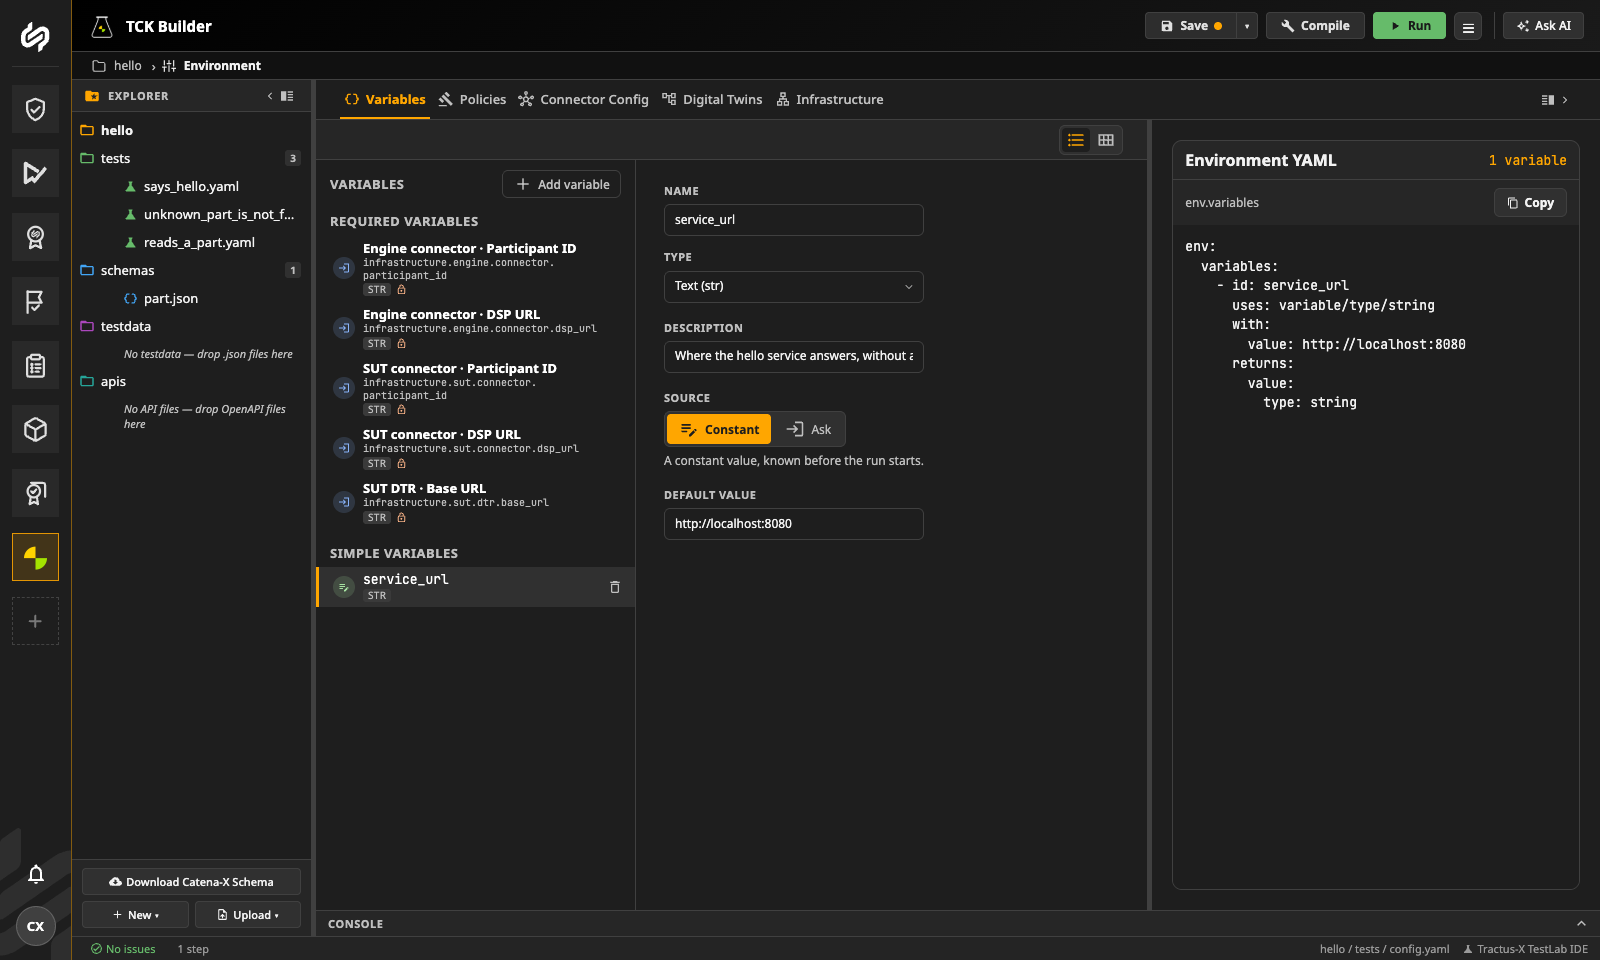 TCK Builder
Save
Compile
Run
Ask AI
hello › Environment
EXPLORER
hello
tests 3
says_hello.yaml
unknown_part_is_not_f...
reads_a_part.yaml
schemas 1
part.json
testdata
No testdata — drop .json files here
apis
No API files — drop OpenAPI files
here
Download Catena-X Schema
+ New
Upload
CX
Variables
Policies
Connector Config
Digital Twins
Infrastructure
VARIABLES
+ Add variable
REQUIRED VARIABLES
Engine connector · Participant ID
infrastructure.engine.connector.
participant_id
STR
Engine connector · DSP URL
infrastructure.engine.connector.dsp_url
STR
SUT connector · Participant ID
infrastructure.sut.connector.
participant_id
STR
SUT connector · DSP URL
infrastructure.sut.connector.dsp_url
STR
SUT DTR · Base URL
infrastructure.sut.dtr.base_url
STR
SIMPLE VARIABLES
service_url
STR
NAME
service_url
TYPE
Text (str)
DESCRIPTION
Where the hello service answers, without a
SOURCE
Constant
Ask
A constant value, known before the run starts.
DEFAULT VALUE
http://localhost:8080
Environment YAML
1 variable
env.variables
Copy
env:
variables:
- id: service_url
uses: variable/type/string
with:
value: http://localhost:8080
returns:
value:
type: string
CONSOLE
No issues
1 step
hello / tests / config.yaml
Tractus-X TestLab IDE